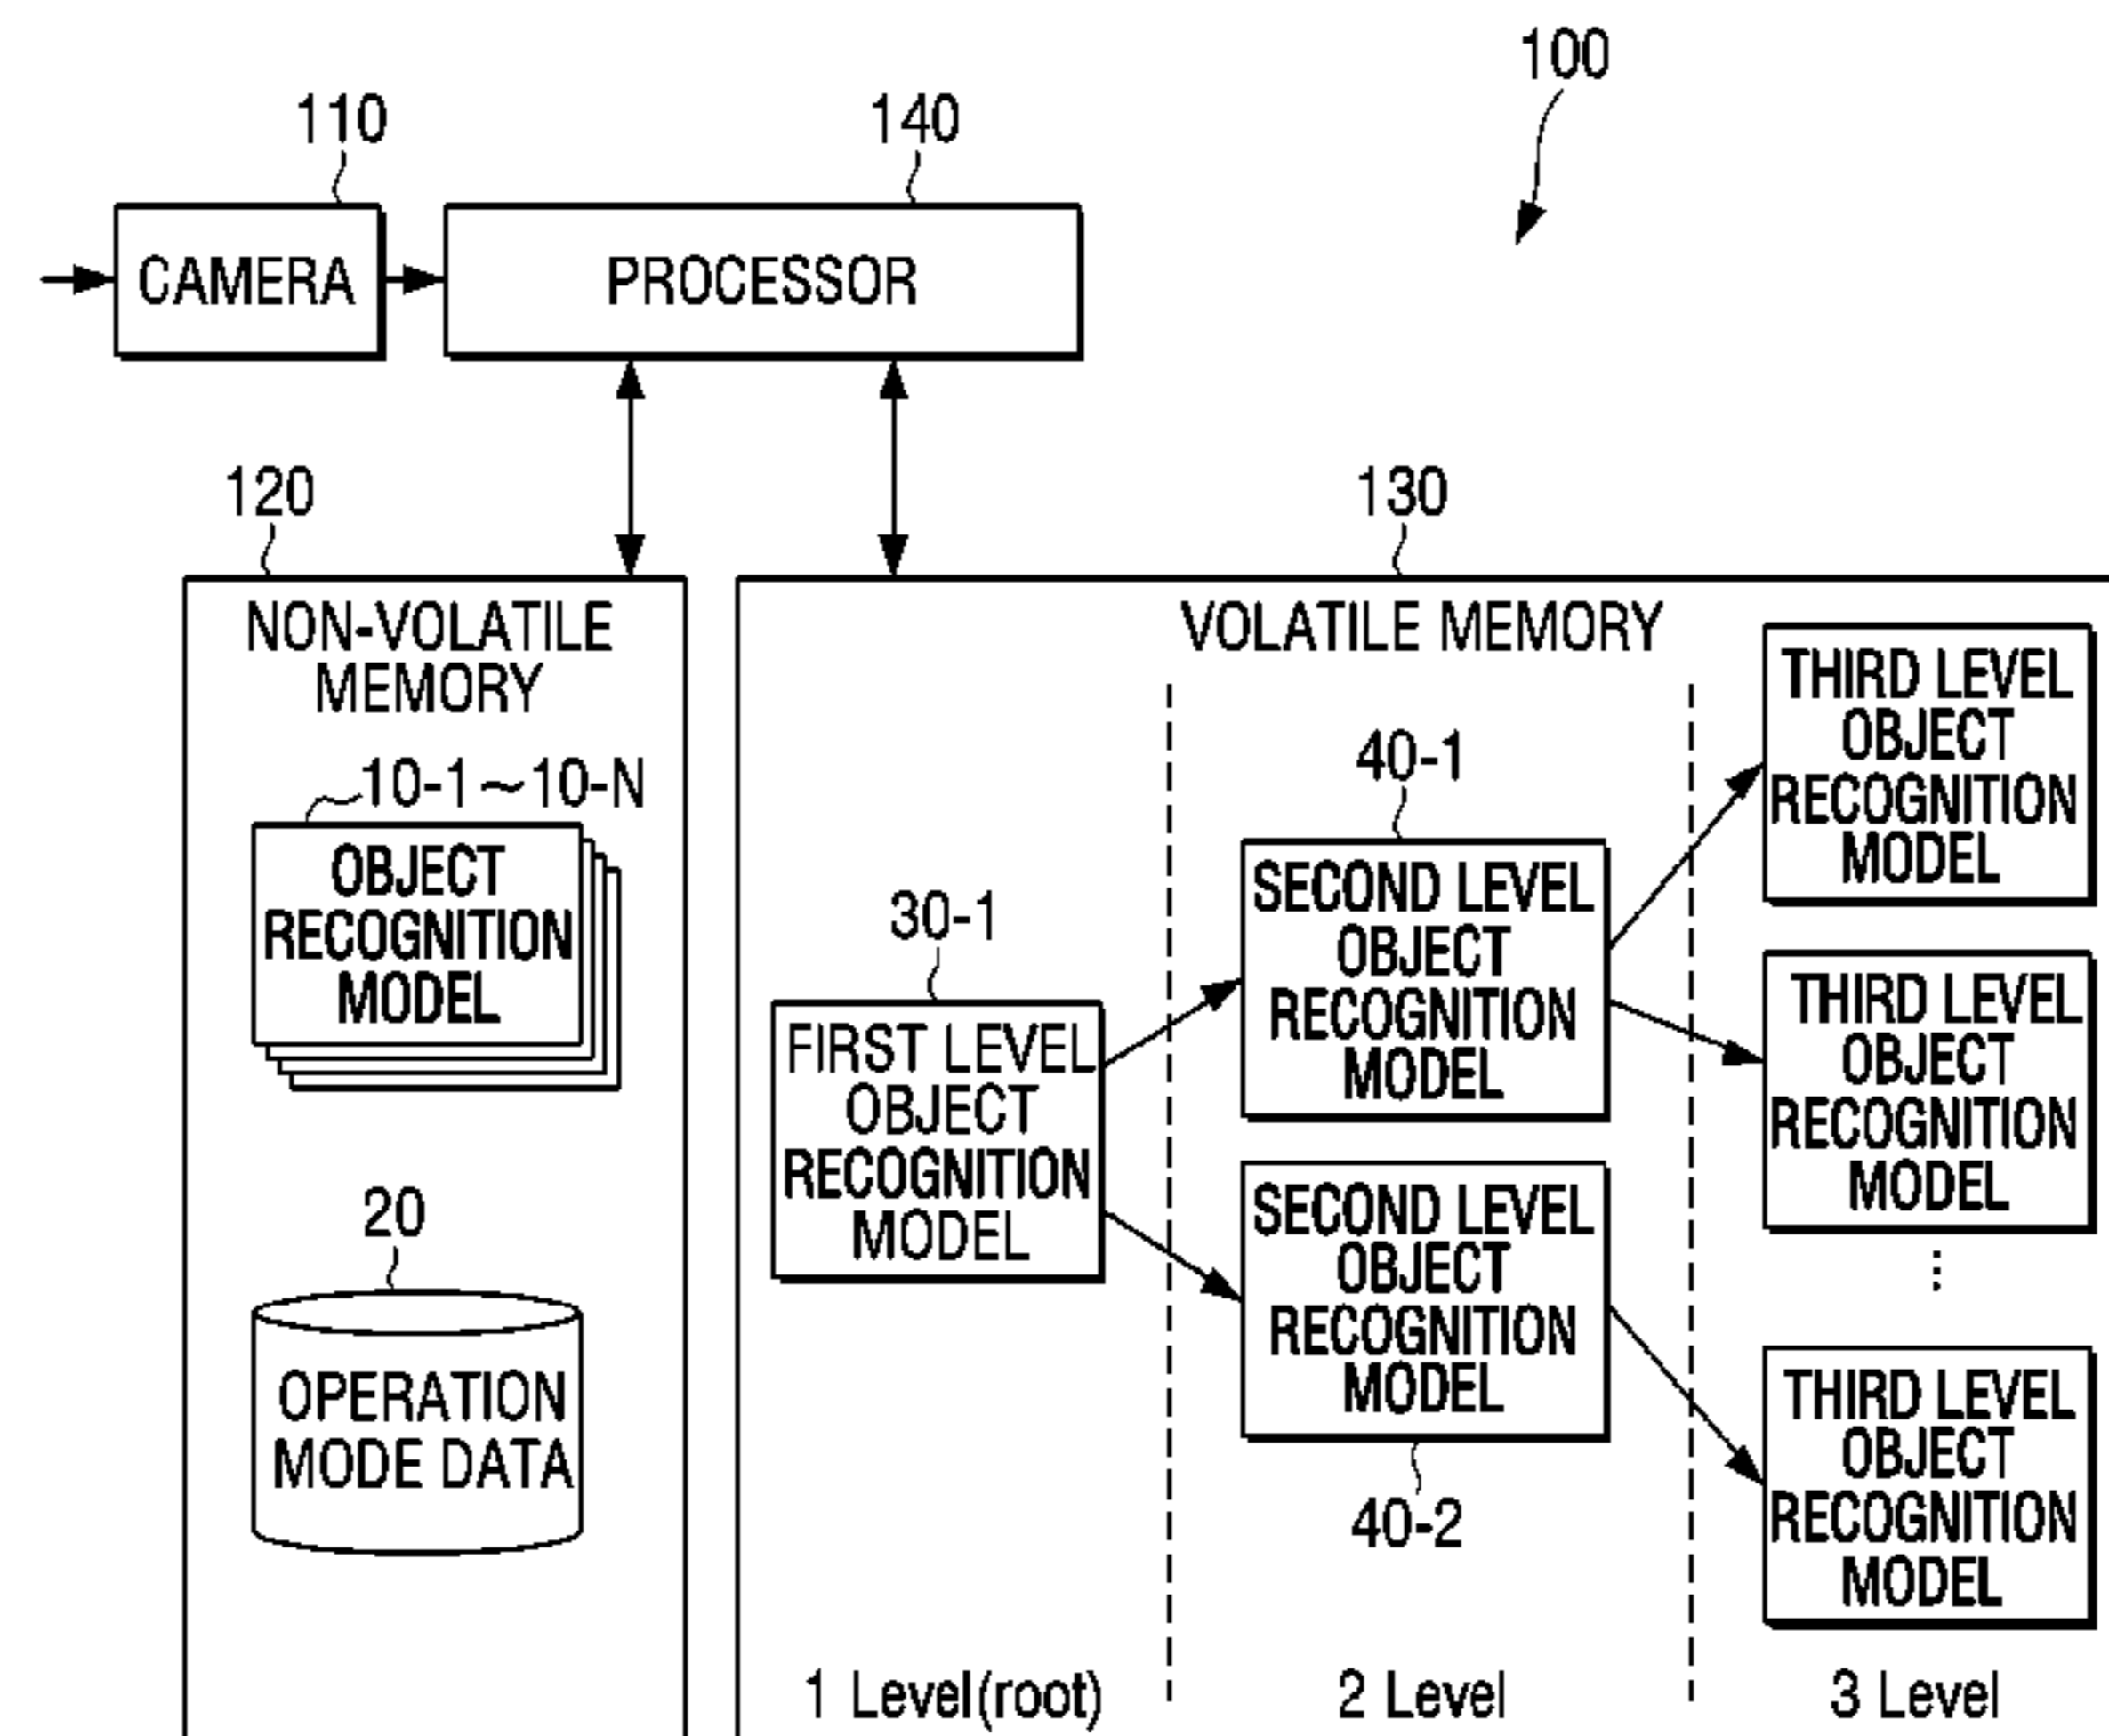 100
110
140
CAMERA
PROCESSOR
120
130
NON-VOLATILE
MEMORY
10-1~10-N
OBJECT
RECOGNITION
MODEL
20
OPERATION
MODE DATA
VOLATILE MEMORY
30-1
FIRST LEVEL
OBJECT
RECOGNITION
MODEL
40-1
SECOND LEVEL
OBJECT
RECOGNITION
MODEL
SECOND LEVEL
OBJECT
RECOGNITION
MODEL
40-2
THIRD LEVEL
OBJECT
RECOGNITION
MODEL
THIRD LEVEL
OBJECT
RECOGNITION
MODEL
⋮
THIRD LEVEL
OBJECT
RECOGNITION
MODEL
1 Level(root)
2 Level
3 Level